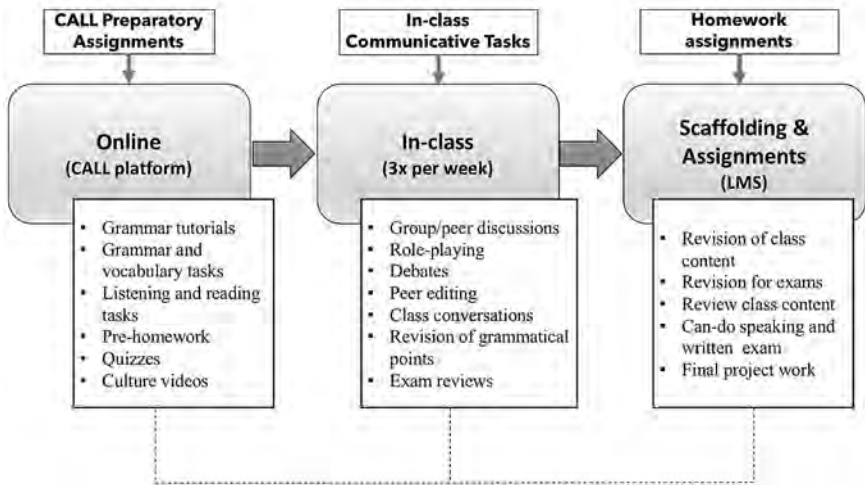 CALL Preparatory
Assignments
In-class
Communicative Tasks
Homework
assignments
Online
(CALL platform)
In-class
(3x per week)
Scaffolding &
Assignments
(LMS)
▪ Grammar tutorials
▪ Grammar and
vocabulary tasks
▪ Listening and reading
tasks
▪ Pre-homework
▪ Quizzes
▪ Culture videos
▪ Group/peer discussions
▪ Role-playing
▪ Debates
▪ Peer editing
▪ Class conversations
▪ Revision of grammatical
points
▪ Exam reviews
▪ Revision of class
content
▪ Revision for exams
▪ Review class content
▪ Can-do speaking and
written exam
▪ Final project work